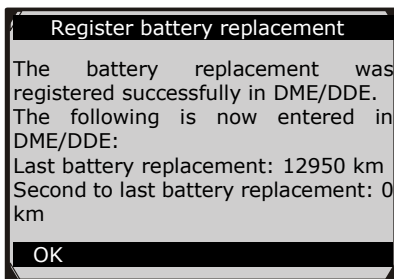 Register battery replacement
The battery replacement was
registered successfully in DME/DDE.
The following is now entered in
DME/DDE:
Last battery replacement: 12950 km
Second to last battery replacement: 0
km
OK